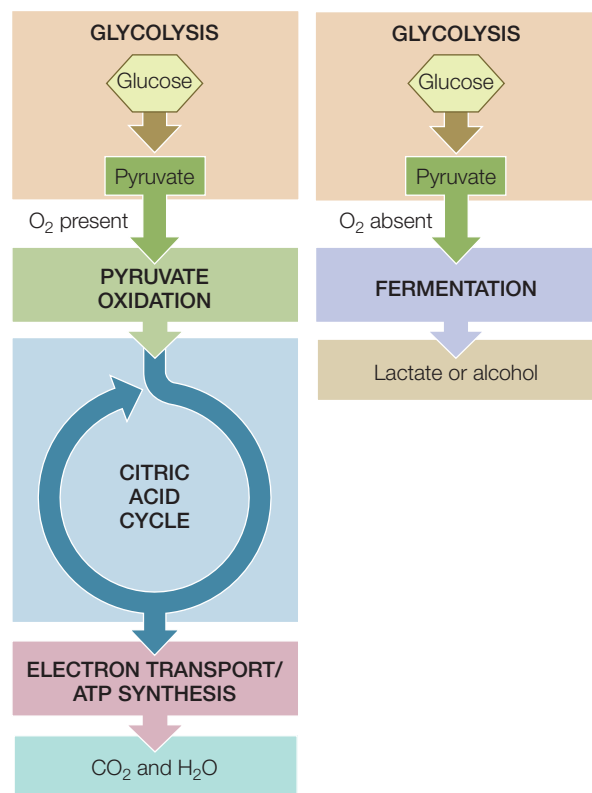 GLYCOLYSIS
Glucose
Pyruvate
O₂ present
PYRUVATE
OXIDATION
CITRIC
ACID
CYCLE
ELECTRON TRANSPORT/
ATP SYNTHESIS
CO₂ and H₂O
GLYCOLYSIS
Glucose
Pyruvate
O₂ absent
FERMENTATION
Lactate or alcohol